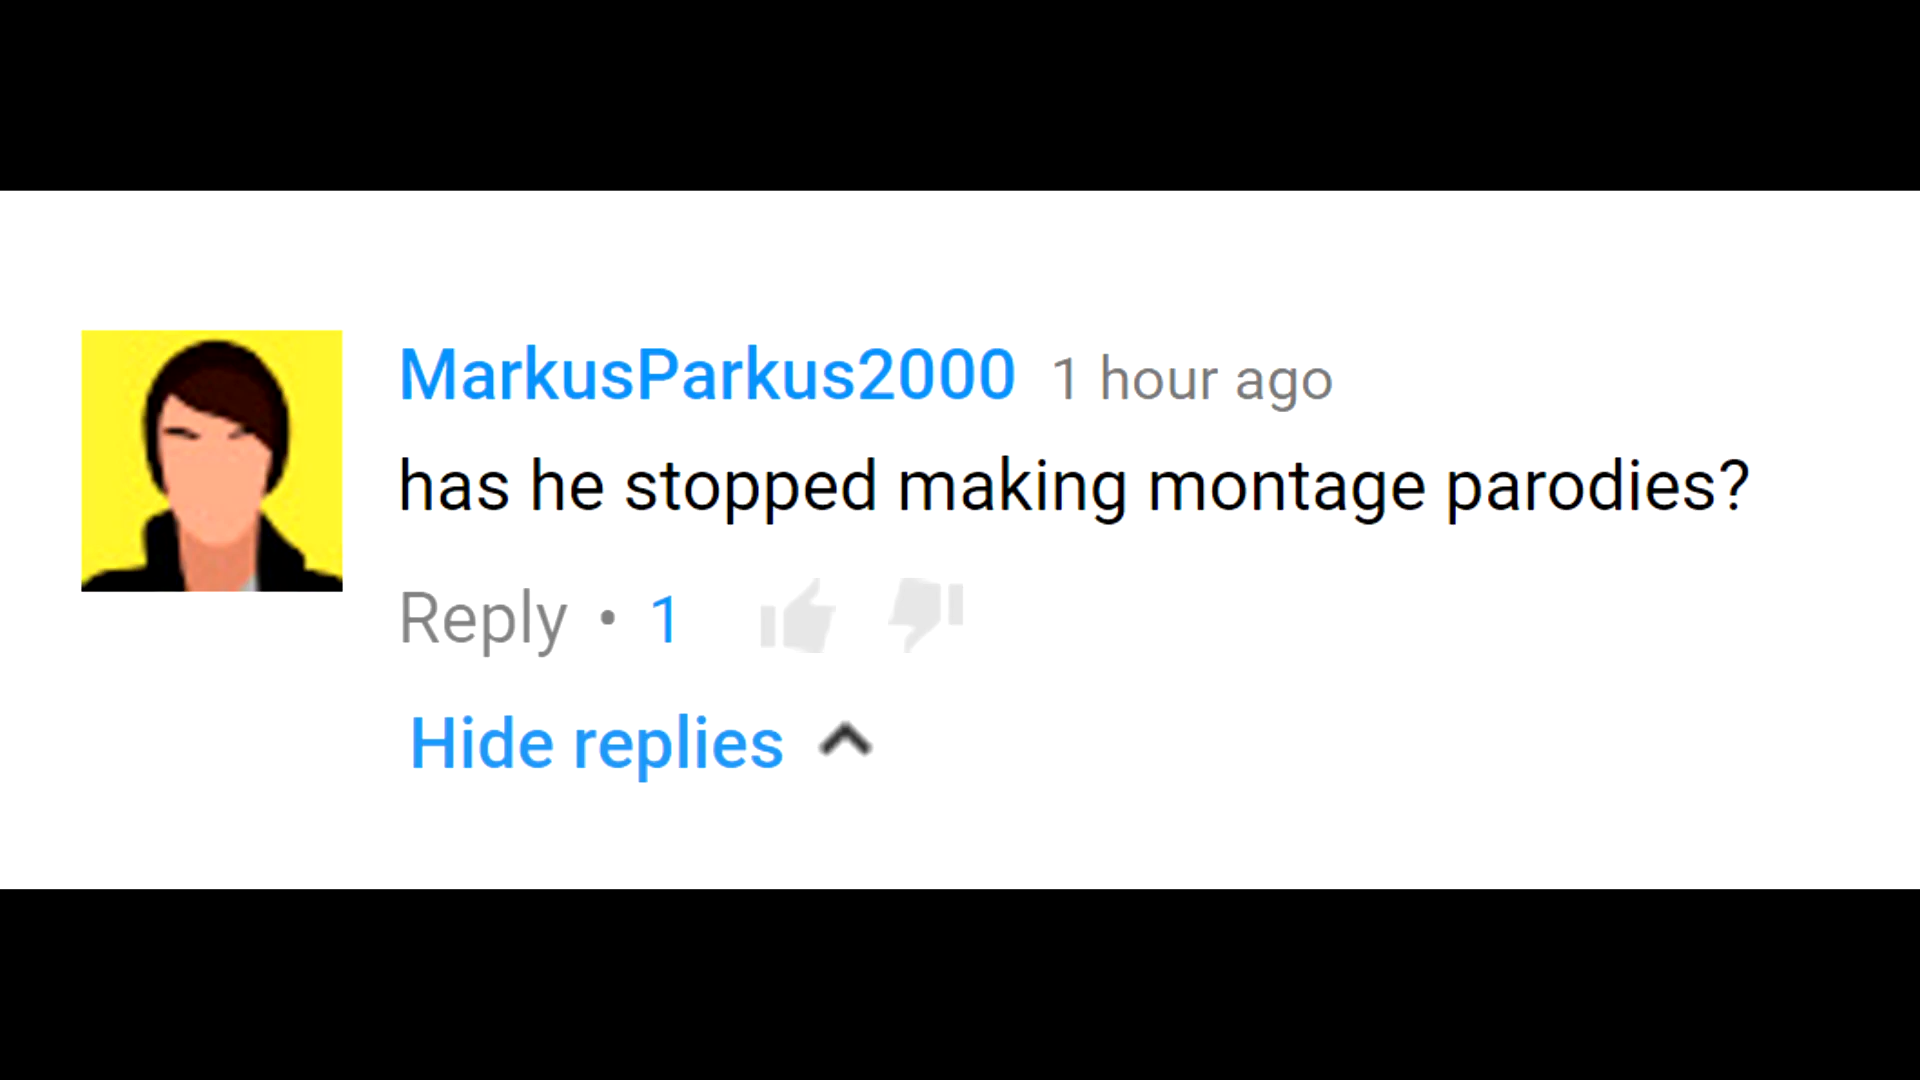 MarkusParkus2000 1 hour ago
has he stopped making montage parodies?
Reply • 1
Hide replies